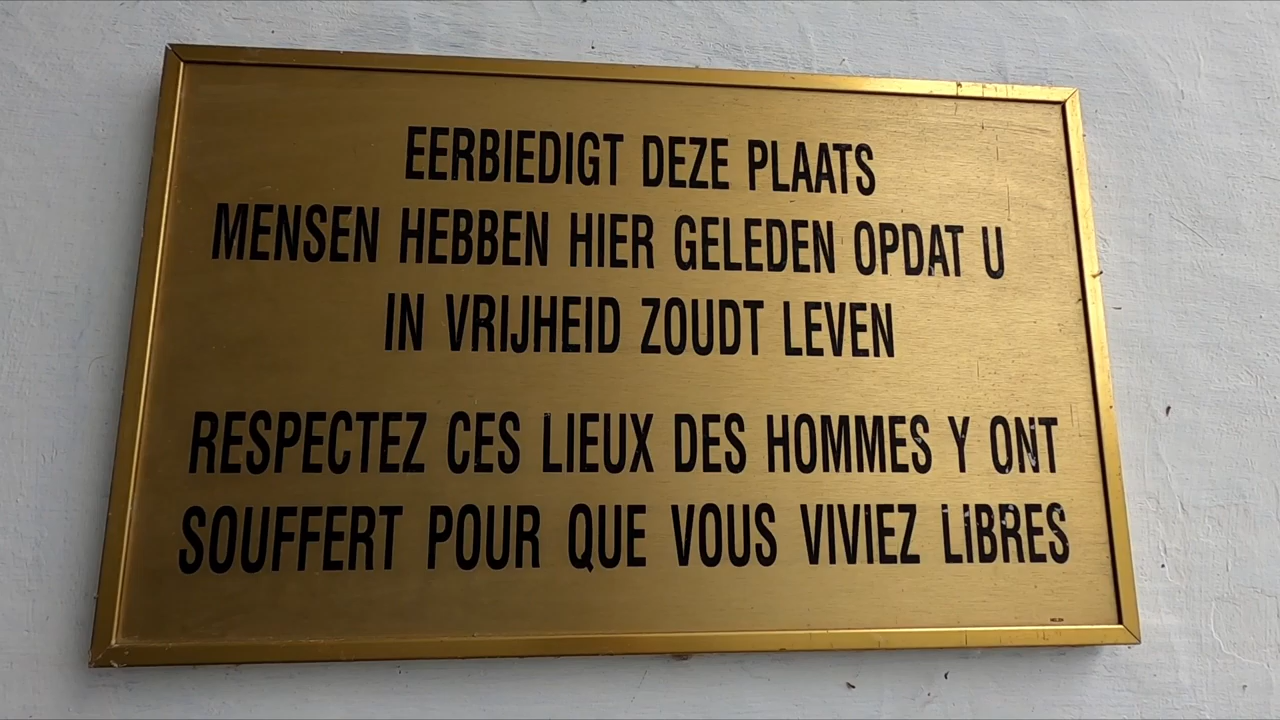 EERBIEDIGT DEZE PLAATS
MENSEN HEBBEN HIER GELEDEN OPDAT U
IN VRIJHEID ZOUDT LEVEN
RESPECTEZ CES LIEUX DES HOMMES Y ONT
SOUFFERT POUR QUE VOUS VIVIEZ LIBRES